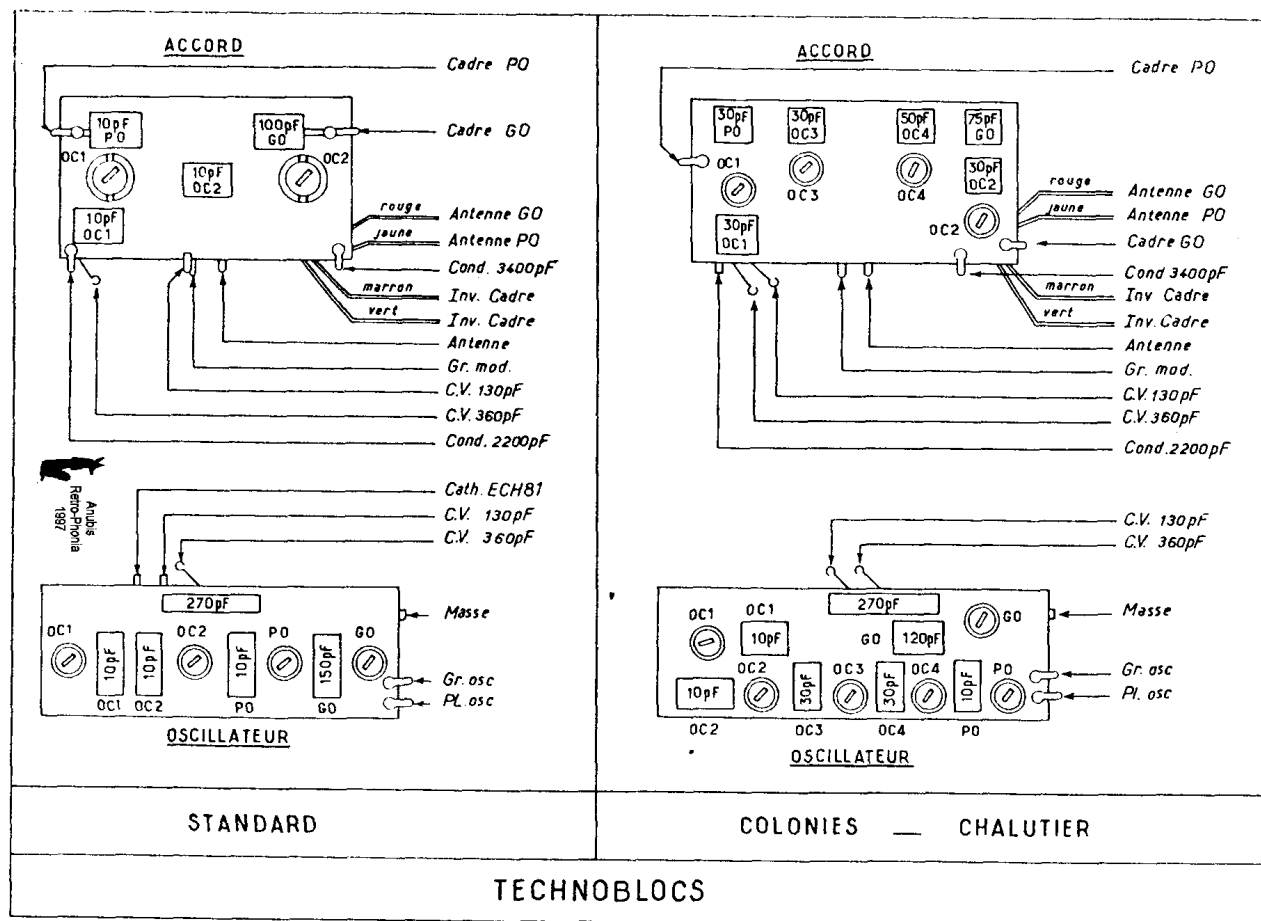 ACCORD
Cadre PO
10pF
PO
100pF
GO
Cadre GO
OC1
10pF
OC2
OC2
10pF
OC1
rouge
Antenne GO
jaune
Antenne PO
Cond. 3400pF
marron
Inv. Cadre
vert
Inv. Cadre
Antenne
Gr. mod.
C.V. 130pF
C.V. 360pF
Cond. 2200pF
Anubis
Retro-Phonia
1997
Cath. ECH81
C.V. 130pF
C.V. 360pF
270pF
Masse
OC1
10pF
OC1
10pF
OC2
OC2
10pF
PO
PO
150pF
GO
GO
Gr. osc
Pl. osc
OSCILLATEUR
STANDARD
ACCORD
Cadre PO
30pF
PO
30pF
OC3
50pF
OC4
75pF
GO
OC1
OC3
OC4
30pF
OC2
30pF
OC1
OC2
rouge
Antenne GO
jaune
Antenne PO
Cadre GO
Cond 3400pF
marron
Inv Cadre
vert
Inv. Cadre
Antenne
Gr. mod.
C.V. 130pF
C.V. 360pF
Cond. 2200pF
C.V. 130pF
C.V. 360pF
270pF
Masse
OC1
OC1
10pF
GO
120pF
GO
OC2
10pF
OC2
30pF
OC3
OC3
30pF
OC4
OC4
10pF
PO
PO
Gr. osc
Pl. osc
OSCILLATEUR
COLONIES — CHALUTIER
TECHNOBLOCS